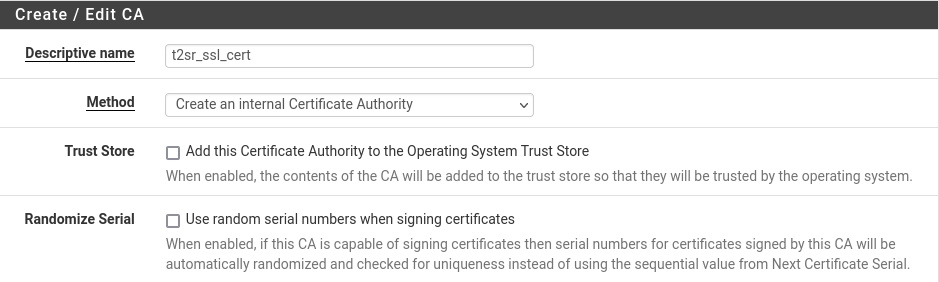 Create / Edit CA
Descriptive name t2sr_ssl_cert
Method Create an internal Certificate Authority
Trust Store Add this Certificate Authority to the Operating System Trust Store
When enabled, the contents of the CA will be added to the trust store so that they will be trusted by the operating system.
Randomize Serial Use random serial numbers when signing certificates
When enabled, if this CA is capable of signing certificates then serial numbers for certificates signed by this CA will be
automatically randomized and checked for uniqueness instead of using the sequential value from Next Certificate Serial.